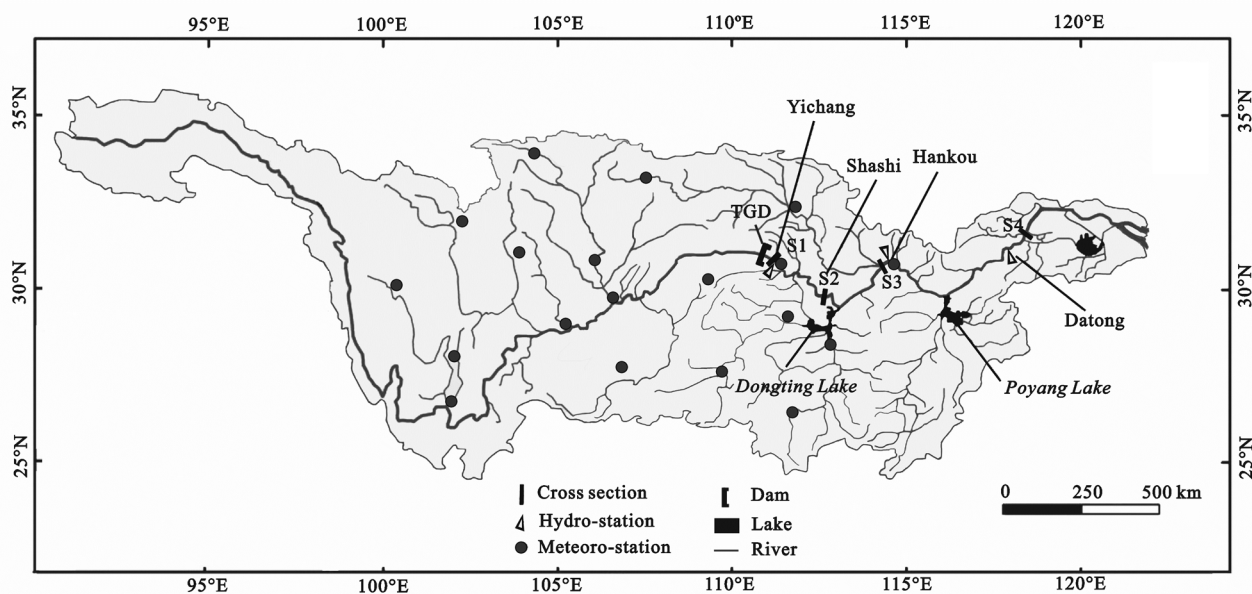 95°E 100°E 105°E 110°E 115°E 120°E
35°N 35°N
Yichang
Shashi Hankou
TGD
S1
S4
S2 S3
30°N 30°N
Datong
Dongting Lake Poyang Lake
25°N 25°N
Cross section Dam
Hydro-station Lake
Meteoro-station River
0 250 500 km
95°E 100°E 105°E 110°E 115°E 120°E